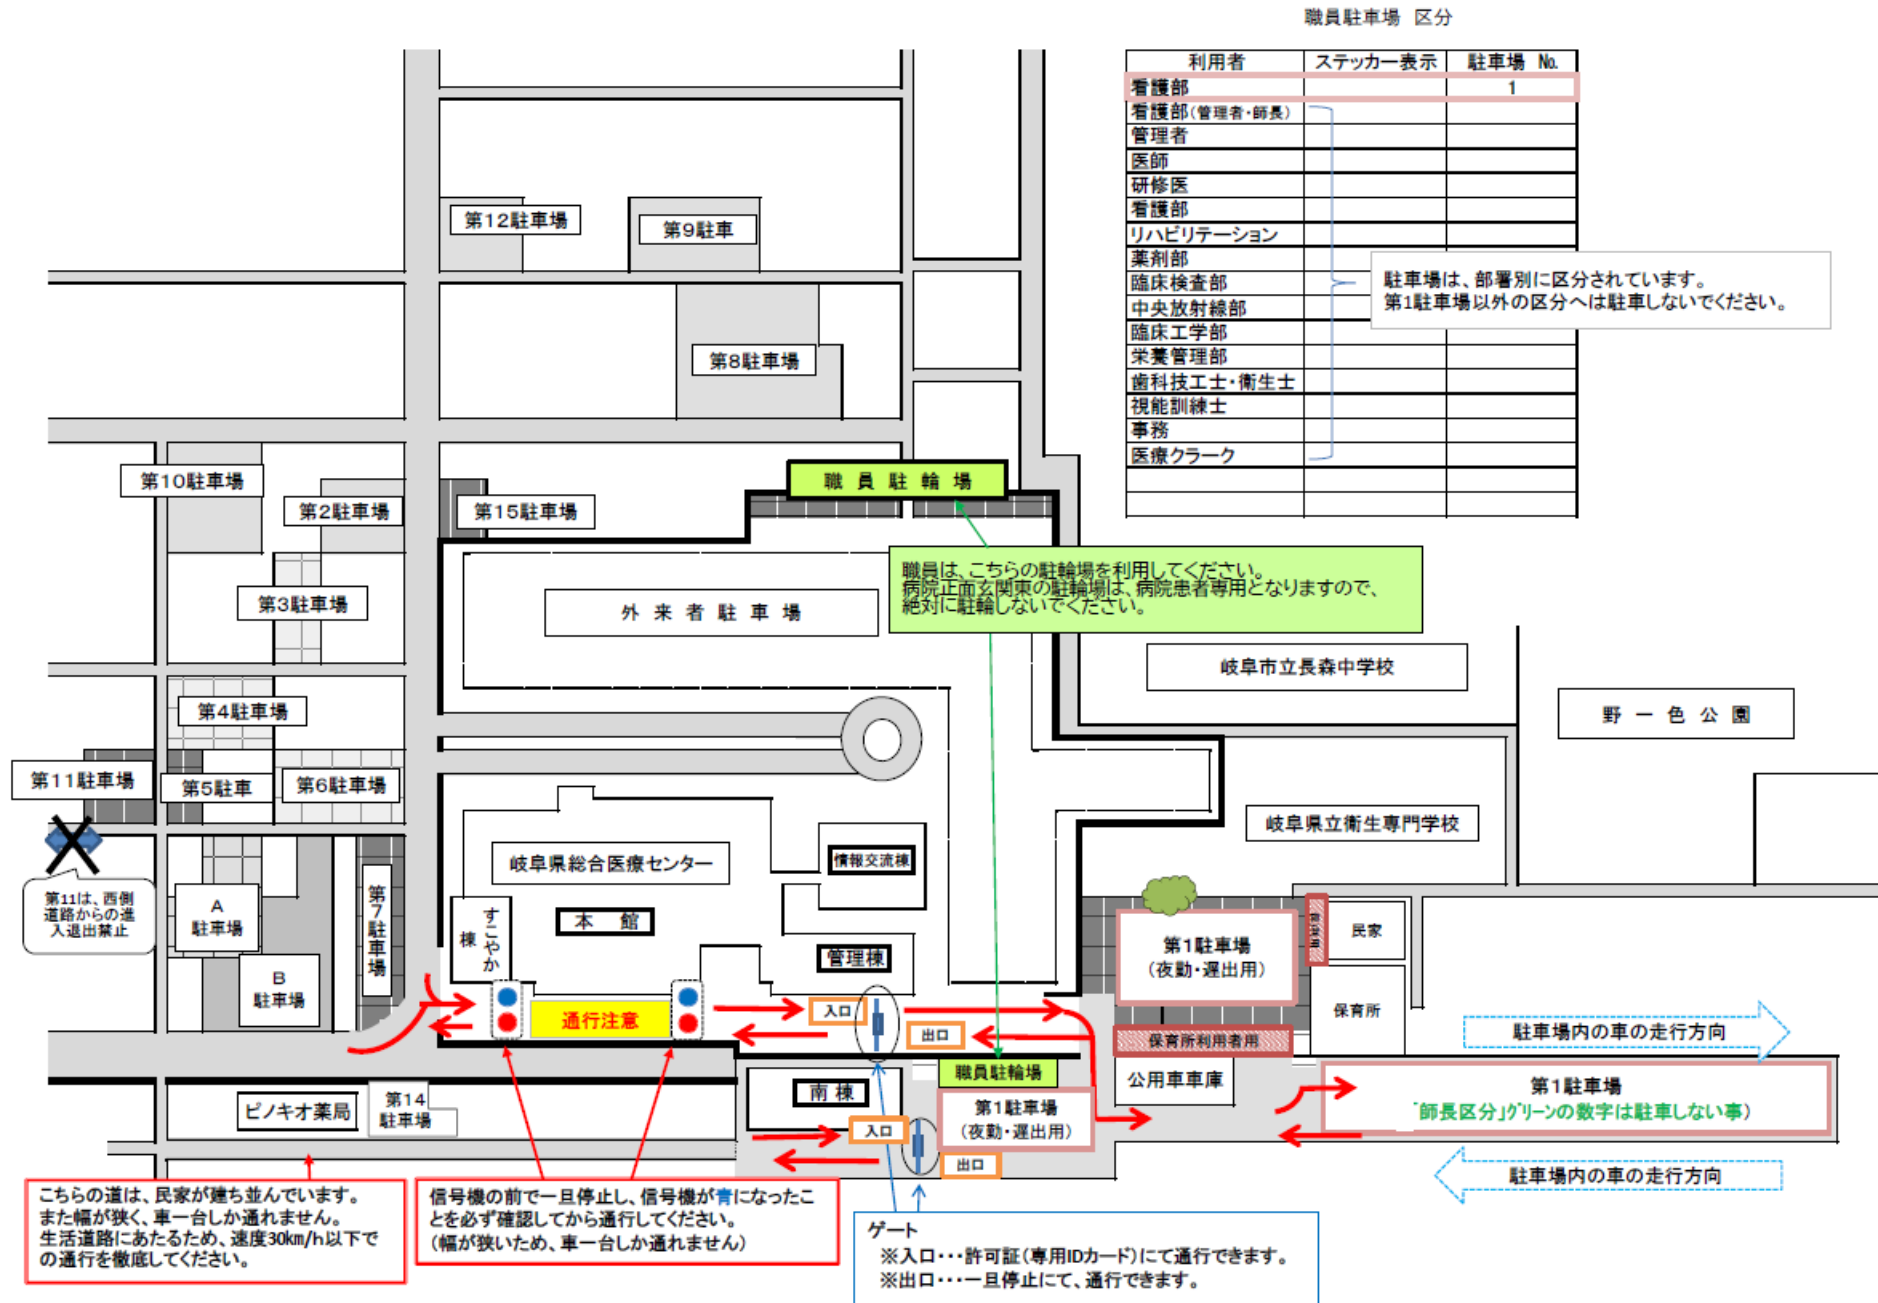 職員駐車場 区分
利用者 ステッカー表示 駐車場 No.
看護部 1
看護部(管理者・師長)
管理者
医師
研修医
看護部
リハビリテーション
薬剤部
臨床検査部
中央放射線部
臨床工学部
栄養管理部
歯科技工士・衛生士
視能訓練士
事務
医療クラーク
駐車場は、部署別に区分されています。
第1駐車場以外の区分へは駐車しないでください。
第12駐車場
第9駐車
第8駐車場
第10駐車場
第2駐車場
第15駐車場
職員駐輪場
第3駐車場
外来者駐車場
職員は、こちらの駐輪場を利用してください。
病院正面玄関東の駐輪場は、病院患者専用となりますので、
絶対に駐輪しないでください。
岐阜市立長森中学校
野一色公園
第4駐車場
第11駐車場
第5駐車
第6駐車場
岐阜県立衛生専門学校
岐阜県総合医療センター
情報交流棟
第11は、西側
道路からの進
入退出禁止
A
駐車場
第7駐車場
B
駐車場
すこやか
棟
本館
管理棟
第1駐車場
(夜勤・遅出用)
民家
保育所
通行注意
入口
出口
保育所利用者用
駐車場内の車の走行方向
職員駐輪場
公用車車庫
第1駐車場
「師長区分」グリーンの数字は駐車しない事)
ピノキオ薬局
第14
駐車場
南棟
第1駐車場
(夜勤・遅出用)
入口
出口
駐車場内の車の走行方向
こちらの道は、民家が建ち並んでいます。
また幅が狭く、車一台しか通れません。
生活道路にあたるため、速度30km/h以下で
の通行を徹底してください。
信号機の前で一旦停止し、信号機が青になったこ
とを必ず確認してから通行してください。
(幅が狭いため、車一台しか通れません)
ゲート
※入口・・・許可証(専用IDカード)にて通行できます。
※出口・・・一旦停止にて、通行できます。